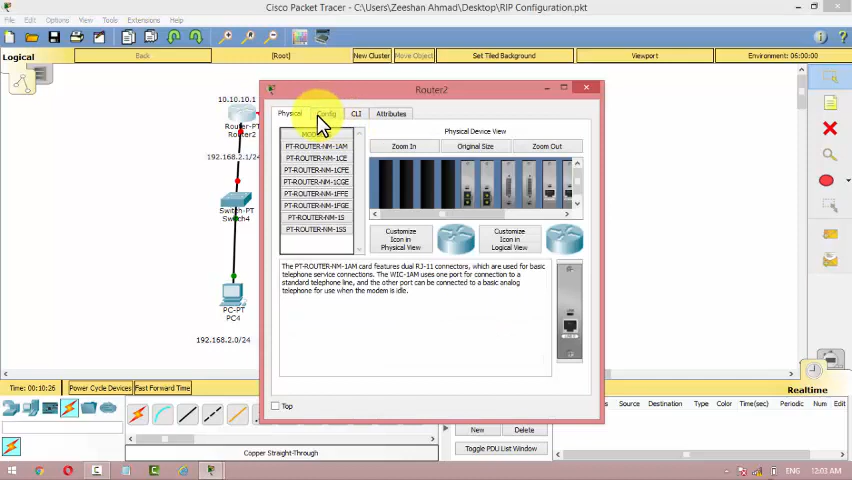 Cisco Packet Tracer - C:\Users\Zeeshan Ahmad\Desktop\RIP Configuration.pkt
File Edit Options View Tools Extensions Help
Logical Back [Root] New Cluster Move Object Set Tiled Background Viewport Environment: 06:00:00
Router2
Physical Config CLI Attributes
10.10.10.1
Router-PT
Router2
192.168.2.1/24
Switch-PT
Switch4
PC-PT
PC4
192.168.2.0/24
PT-ROUTER-NM-1AM
PT-ROUTER-NM-1CE
PT-ROUTER-NM-1CFE
PT-ROUTER-NM-1CGE
PT-ROUTER-NM-1FFE
PT-ROUTER-NM-1FGE
PT-ROUTER-NM-1S
PT-ROUTER-NM-1SS
Physical Device View
Zoom In Original Size Zoom Out
Customize
Icon in
Physical View
Customize
Icon in
Logical View
The PT-ROUTER-NM-1AM card features dual RJ-11 connectors, which are used for basic
telephone service connections. The WIC-1AM uses one port for connection to a
standard telephone line, and the other port can be connected to a basic analog
telephone for use when the modem is idle.
Top
Time: 00:10:26 Power Cycle Devices Fast Forward Time Realtime
Fire Last Status Source Destination Type Color Time(sec) Periodic Num Edit
New Delete
Toggle PDU List Window
Copper Straight-Through
ENG 12:03 AM